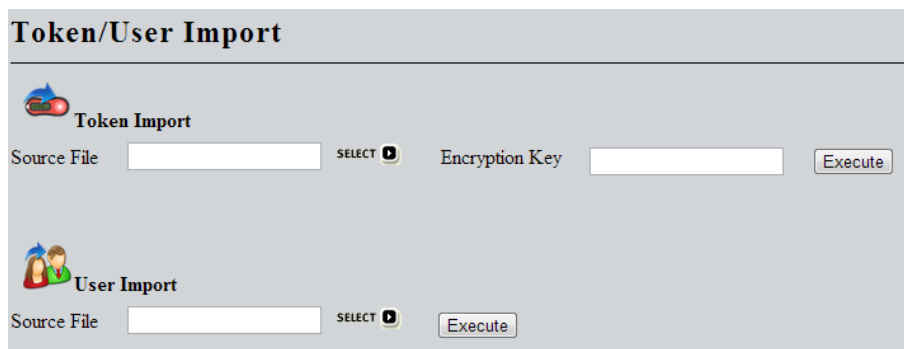 Token/User Import
Token Import
Source File SELECT Encryption Key Execute
User Import
Source File SELECT Execute